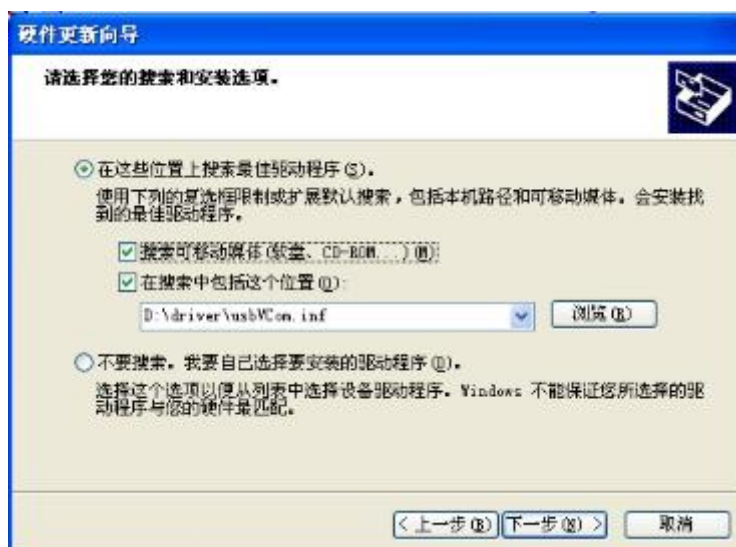 硬件更新向导
请选择您的搜索和安装选项。
在这些位置上搜索最佳驱动程序(S)。
使用下列的复选框限制或扩展默认搜索，包括本机路径和可移动媒体。会安装找
到的最佳驱动程序。
搜索可移动媒体(软盘、CD-ROM...)(M)
在搜索中包括这个位置(O):
D:\driver\usbVCom.inf
浏览(R)
不要搜索。我要自己选择要安装的驱动程序(D)。
选择这个选项以便从列表中选择设备驱动程序。Windows 不能保证您所选择的驱
动程序与您的硬件最匹配。
< 上一步(B) 下一步(N) > 取消